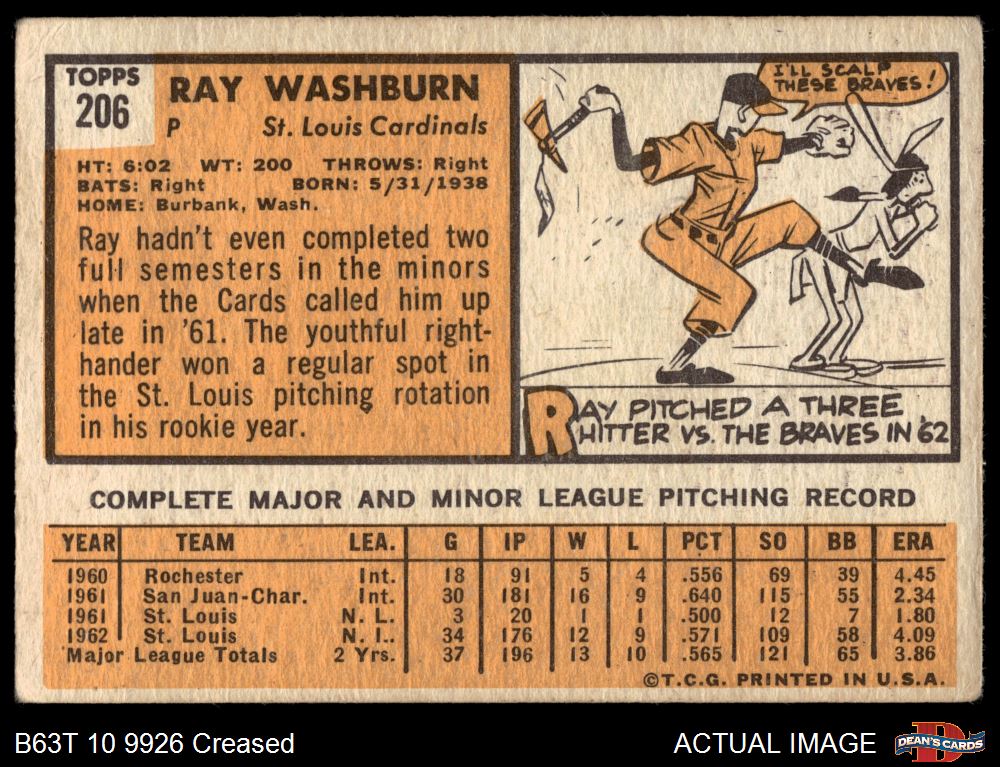 TOPPS
206
RAY WASHBURN
P St. Louis Cardinals
HT: 6:02 WT: 200 THROWS: Right
BATS: Right BORN: 5/31/1938
HOME: Burbank, Wash.
Ray hadn't even completed two
full semesters in the minors
when the Cards called him up
late in '61. The youthful right-
hander won a regular spot in
the St. Louis pitching rotation
in his rookie year.
I'LL SCALP
THESE BRAVES!
RAY PITCHED A THREE
HITTER VS. THE BRAVES IN '62
COMPLETE MAJOR AND MINOR LEAGUE PITCHING RECORD
YEAR TEAM LEA. G IP W L PCT SO BB ERA
1960 Rochester Int. 18 91 5 4 .556 69 39 4.45
1961 San Juan-Char. Int. 30 181 16 9 .640 115 55 2.34
1961 St. Louis N. L. 3 20 1 1 .500 12 7 1.80
1962 St. Louis N. L. 34 176 12 9 .571 109 58 4.09
Major League Totals 2 Yrs. 37 196 13 10 .565 121 65 3.86
©T.C.G. PRINTED IN U.S.A.
B63T 10 9926 Creased
ACTUAL IMAGE
D
DEAN'S CARDS